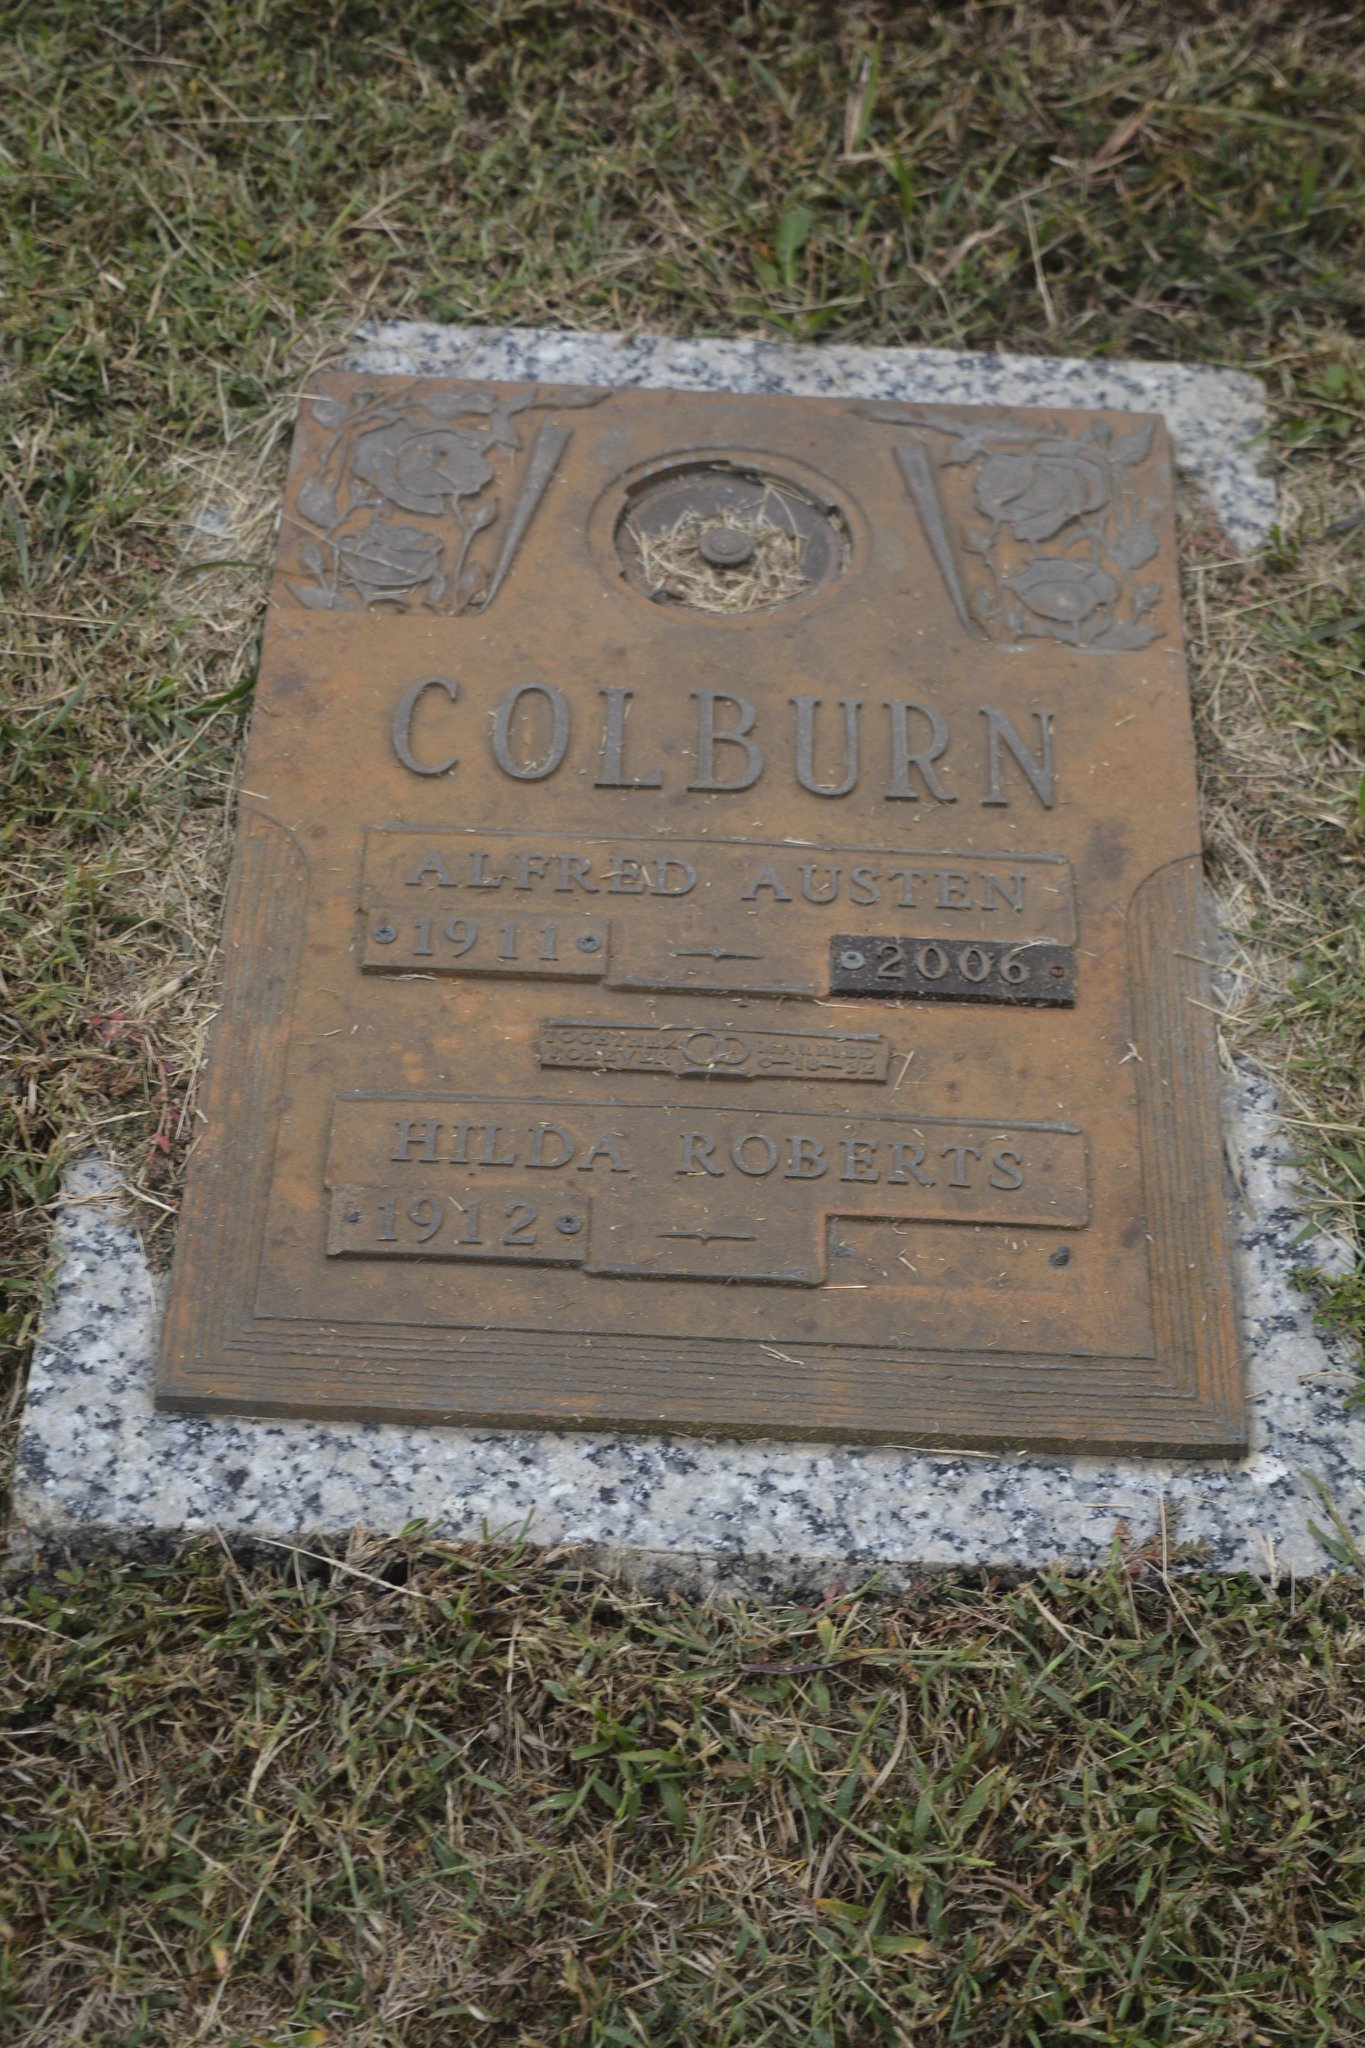 COLBURN
ALFRED AUSTEN
1911 — 2006
TOGETHER FOREVER
MARRIED
HILDA ROBERTS
1912 —